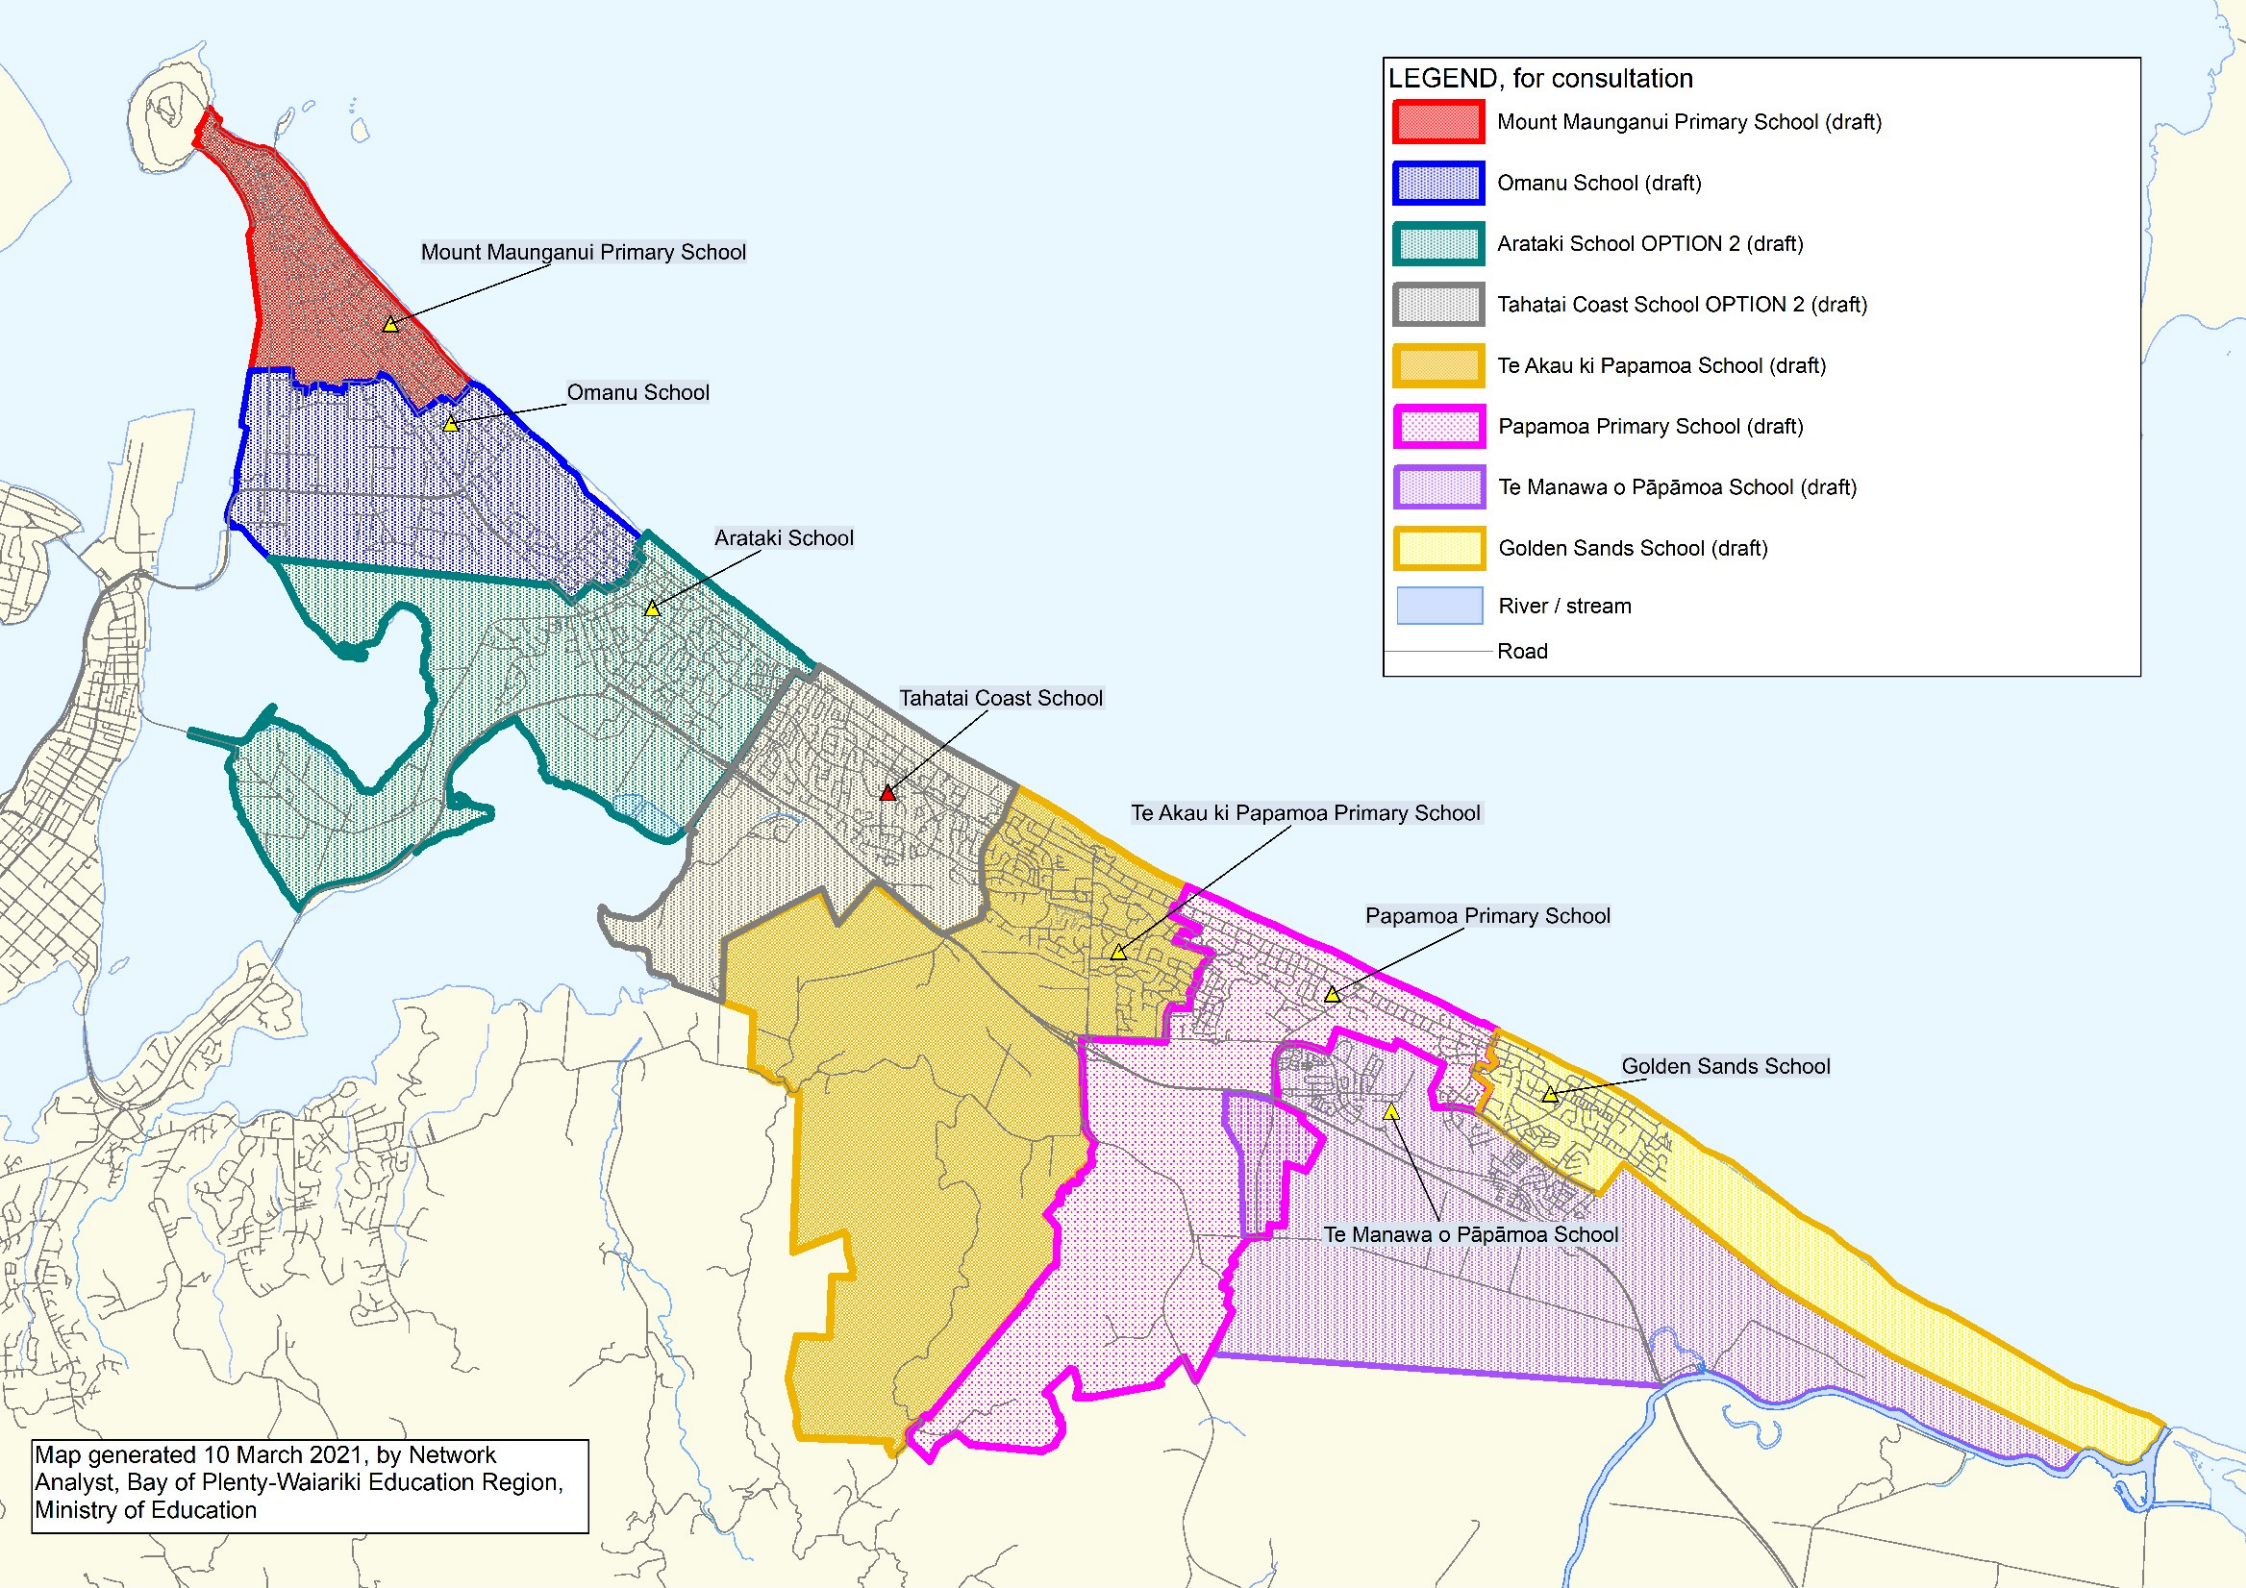 LEGEND, for consultation
Mount Maunganui Primary School (draft)
Omanu School (draft)
Arataki School OPTION 2 (draft)
Tahatai Coast School OPTION 2 (draft)
Te Akau ki Papamoa School (draft)
Papamoa Primary School (draft)
Te Manawa o Pāpāmoa School (draft)
Golden Sands School (draft)
River / stream
Road
Mount Maunganui Primary School
Omanu School
Arataki School
Tahatai Coast School
Te Akau ki Papamoa Primary School
Papamoa Primary School
Golden Sands School
Te Manawa o Pāpāmoa School
Map generated 10 March 2021, by Network
Analyst, Bay of Plenty-Waiariki Education Region,
Ministry of Education